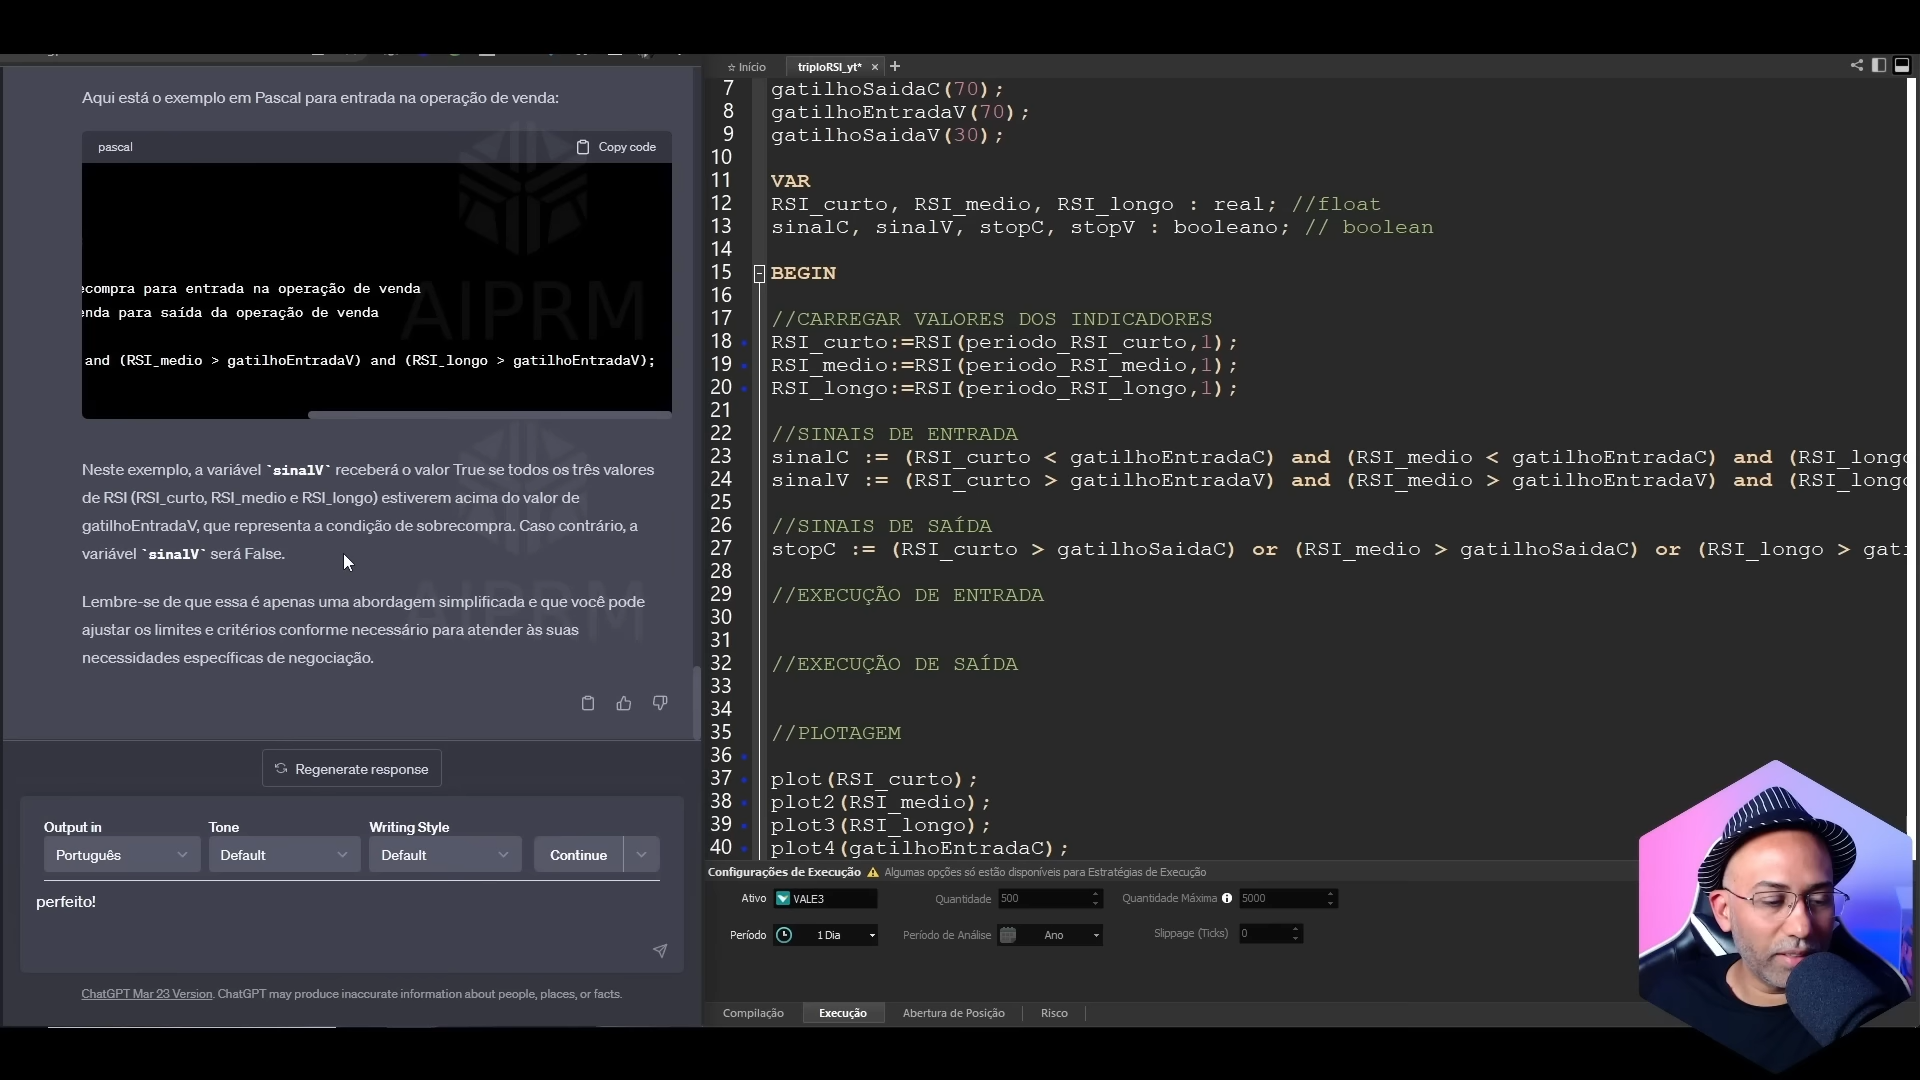 Aqui está o exemplo em Pascal para entrada na operação de venda:
pascal
Copy code
compra para entrada na operação de venda
nda para saída da operação de venda
and (RSI_medio > gatilhoEntradaV) and (RSI_longo > gatilhoEntradaV);
AIPRM
Neste exemplo, a variável `sinalV` receberá o valor True se todos os três valores
de RSI (RSI_curto, RSI_medio e RSI_longo) estiverem acima do valor de
gatilhoEntradaV, que representa a condição de sobrecompra. Caso contrário, a
variável `sinalV` será False.
AIPRM
Lembre-se de que essa é apenas uma abordagem simplificada e que você pode
ajustar os limites e critérios conforme necessário para atender às suas
necessidades específicas de negociação.
Regenerate response
Output in
Tone
Writing Style
Português
Default
Default
Continue
perfeito!
ChatGPT Mar 23 Version. ChatGPT may produce inaccurate information about people, places, or facts.
☆ Início
triploRSI_yt* × +
7 gatilhoSaidaC(70);
8 gatilhoEntradaV(70);
9 gatilhoSaidaV(30);
10
11 VAR
12 RSI_curto, RSI_medio, RSI_longo : real; //float
13 sinalC, sinalV, stopC, stopV : booleano; // boolean
14
15 BEGIN
16
17 //CARREGAR VALORES DOS INDICADORES
18 RSI_curto:=RSI(periodo_RSI_curto,1);
19 RSI_medio:=RSI(periodo_RSI_medio,1);
20 RSI_longo:=RSI(periodo_RSI_longo,1);
21
22 //SINAIS DE ENTRADA
23 sinalC := (RSI_curto < gatilhoEntradaC) and (RSI_medio < gatilhoEntradaC) and (RSI_longo
24 sinalV := (RSI_curto > gatilhoEntradaV) and (RSI_medio > gatilhoEntradaV) and (RSI_longo
25
26 //SINAIS DE SAÍDA
27 stopC := (RSI_curto > gatilhoSaidaC) or (RSI_medio > gatilhoSaidaC) or (RSI_longo > gati
28
29 //EXECUÇÃO DE ENTRADA
30
31
32 //EXECUÇÃO DE SAÍDA
33
34
35 //PLOTAGEM
36
37 plot(RSI_curto);
38 plot2(RSI_medio);
39 plot3(RSI_longo);
40 plot4(gatilhoEntradaC);
Configurações de Execução Algumas opções só estão disponíveis para Estratégias de Execução
Ativo VALE3 Quantidade 500 Quantidade Máxima 5000
Período 1 Dia Período de Análise Ano Slippage (Ticks) 0
Compilação Execução Abertura de Posição Risco